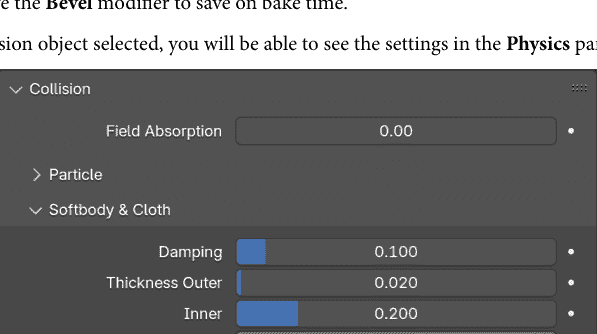 ve the Bevel modifier to save on bake time.
sion object selected, you will be able to see the settings in the Physics pa
Collision
Field Absorption 0.00
Particle
Softbody & Cloth
Damping 0.100
Thickness Outer 0.020
Inner 0.200